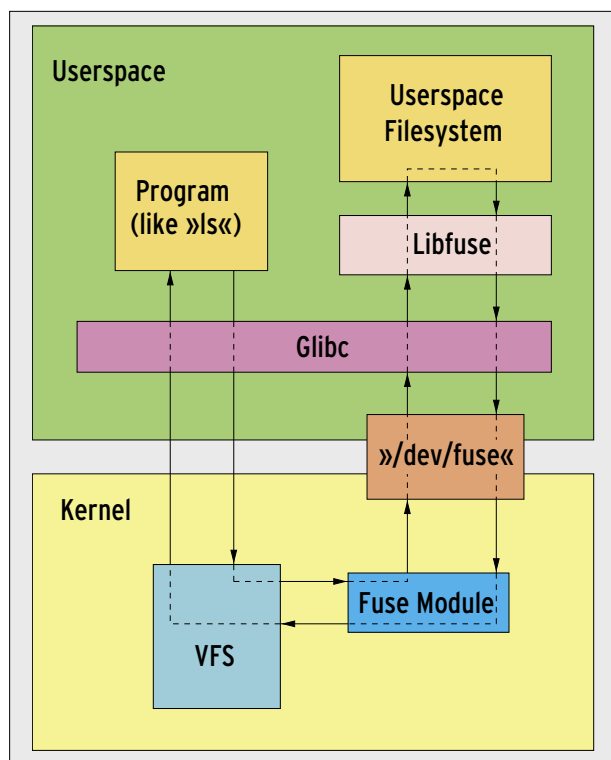 Userspace
Userspace
Filesystem
Program
(like »ls«)
Libfuse
Glibc
»/dev/fuse«
Kernel
Fuse Module
VFS